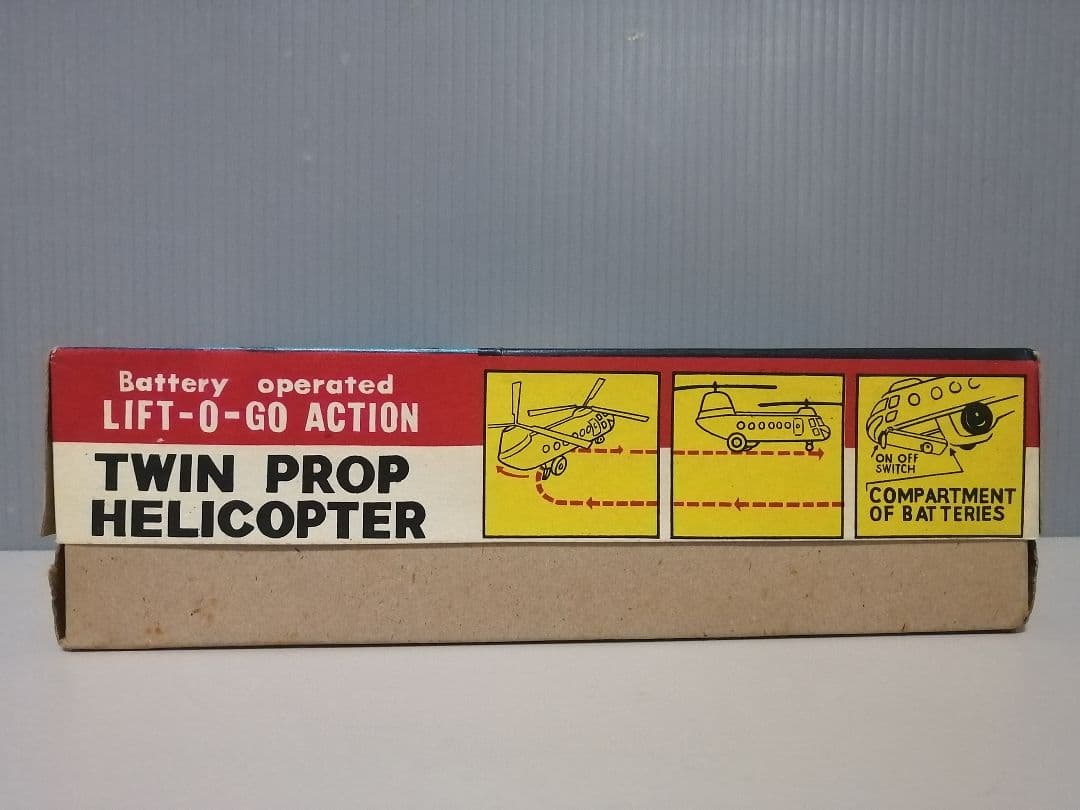 Battery operated
LIFT-O-GO ACTION
TWIN PROP
HELICOPTER
ON OFF
SWITCH
COMPARTMENT
OF BATTERIES